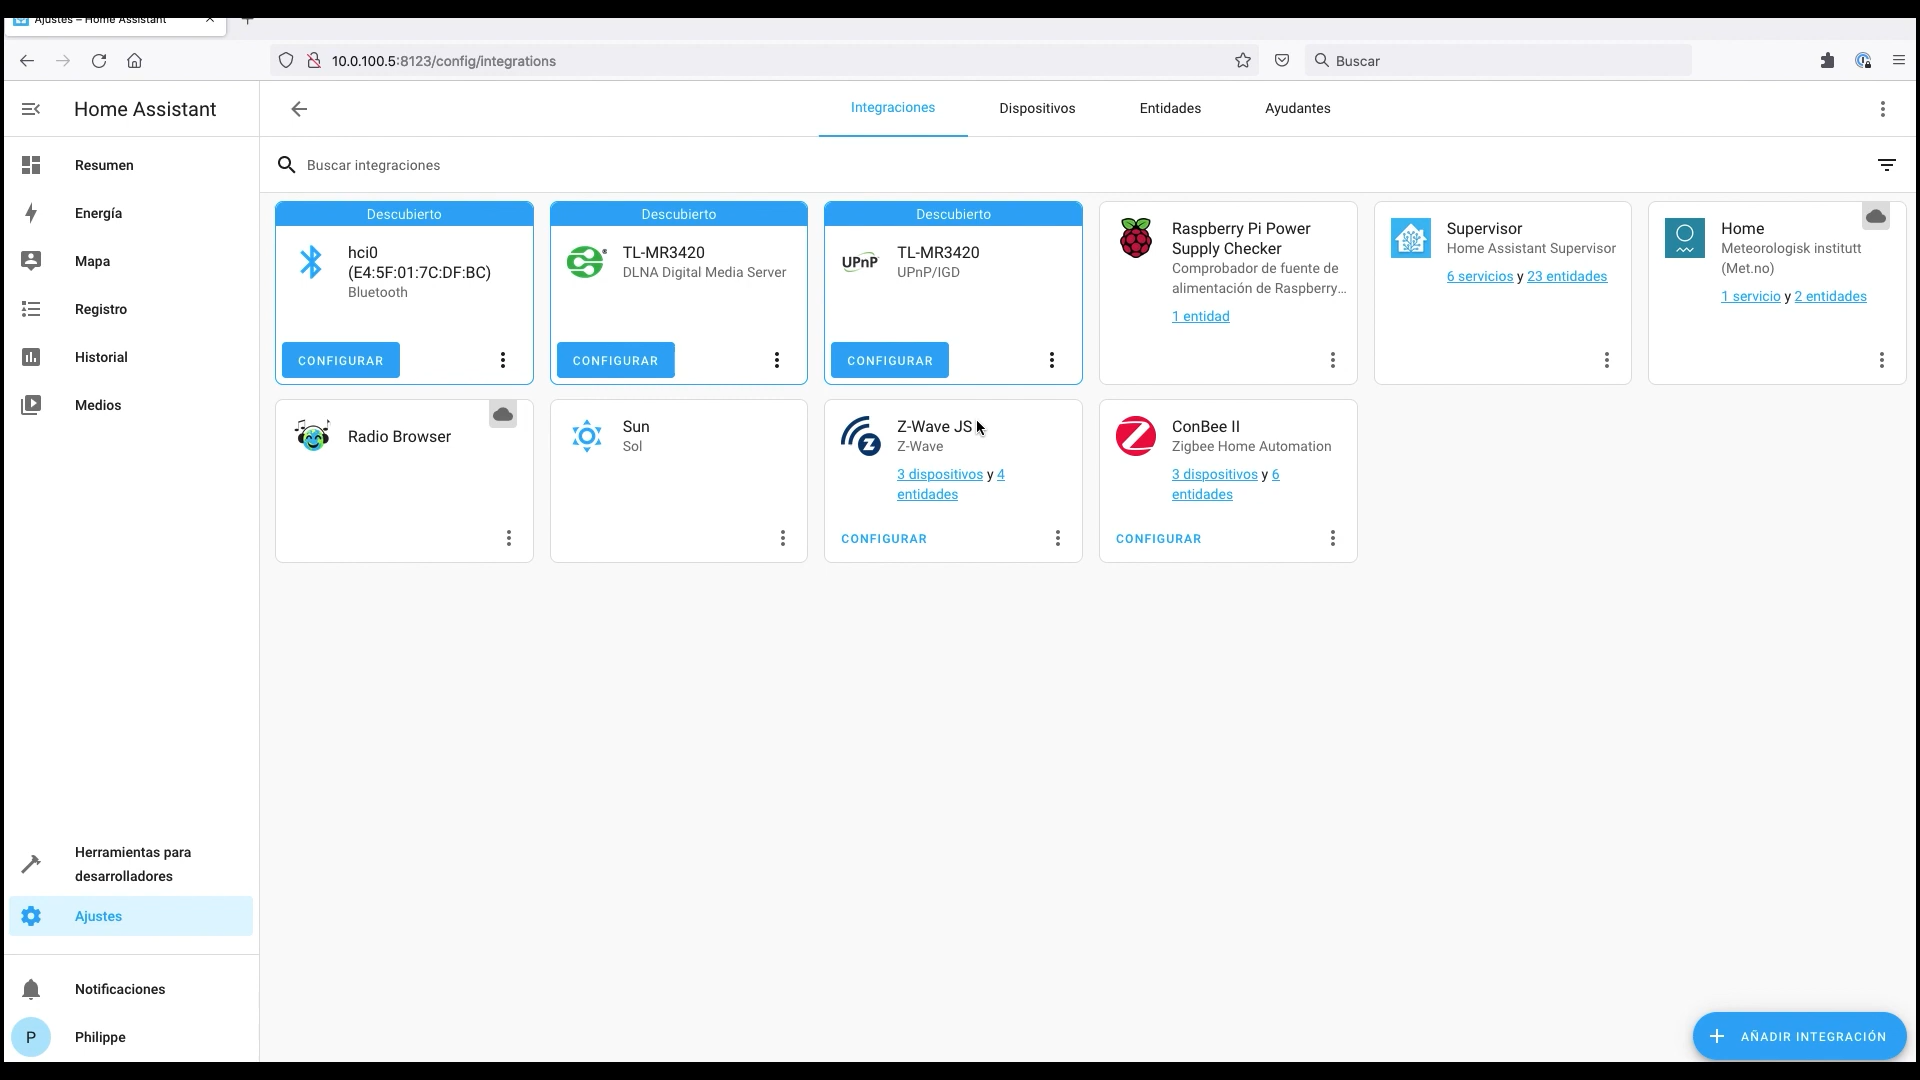 Ajustes – Home Assistant
10.0.100.5:8123/config/integrations
Buscar
Home Assistant
Integraciones
Dispositivos
Entidades
Ayudantes
Resumen
Energía
Mapa
Registro
Historial
Medios
Herramientas para
desarrolladores
Ajustes
Notificaciones
P
Philippe
Buscar integraciones
Descubierto
hci0
(E4:5F:01:7C:DF:BC)
Bluetooth
CONFIGURAR
Descubierto
TL-MR3420
DLNA Digital Media Server
CONFIGURAR
Descubierto
UPnP
TL-MR3420
UPnP/IGD
CONFIGURAR
Raspberry Pi Power
Supply Checker
Comprobador de fuente de
alimentación de Raspberry...
1 entidad
Supervisor
Home Assistant Supervisor
6 servicios y 23 entidades
Home
Meteorologisk institutt
(Met.no)
1 servicio y 2 entidades
Radio Browser
Sun
Sol
Z-Wave JS
Z-Wave
3 dispositivos y 4
entidades
CONFIGURAR
ConBee II
Zigbee Home Automation
3 dispositivos y 6
entidades
CONFIGURAR
AÑADIR INTEGRACIÓN